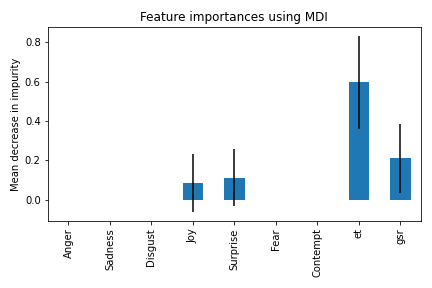 Feature importances using MDI
Mean decrease in impurity
0.8
0.6
0.4
0.2
0.0
Anger
Sadness
Disgust
Joy
Surprise
Fear
Contempt
et
gsr